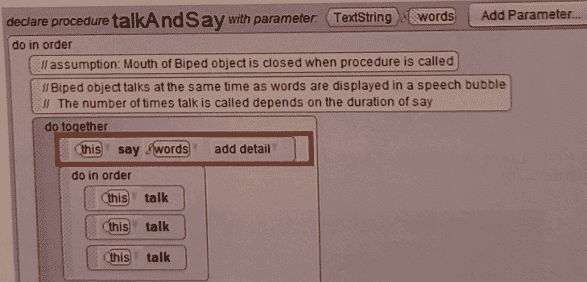 declare procedure talkAndSay with parameter: TextString words Add Parameter...
do in order
// assumption: Mouth of Biped object is closed when procedure is called
//Biped object talks at the same time as words are displayed in a speech bubble
// The number of times talk is called depends on the duration of say
do together
this say words add detail
do in order
this talk
this talk
this talk